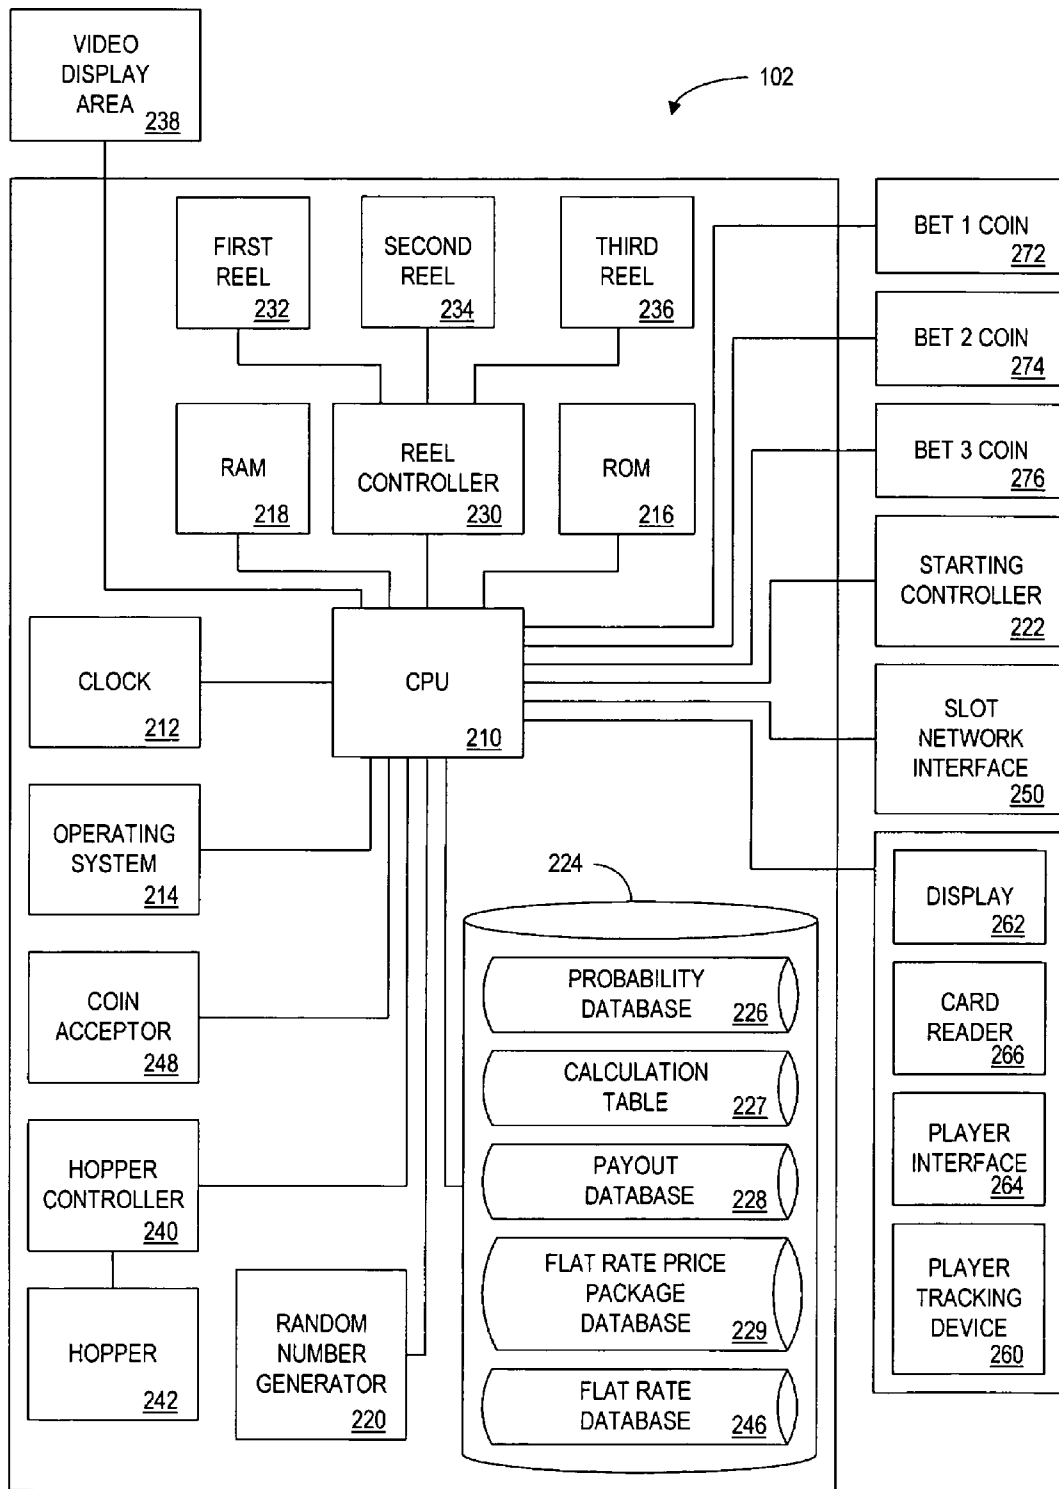 VIDEO
DISPLAY
AREA
238
102
FIRST
REEL
232
SECOND
REEL
234
THIRD
REEL
236
BET 1 COIN
272
BET 2 COIN
274
BET 3 COIN
276
RAM
218
REEL
CONTROLLER
230
ROM
216
STARTING
CONTROLLER
222
CLOCK
212
CPU
210
SLOT
NETWORK
INTERFACE
250
OPERATING
SYSTEM
214
224
DISPLAY
262
COIN
ACCEPTOR
248
PROBABILITY
DATABASE
226
CARD
READER
266
CALCULATION
TABLE
227
HOPPER
CONTROLLER
240
PAYOUT
DATABASE
228
PLAYER
INTERFACE
264
HOPPER
242
RANDOM
NUMBER
GENERATOR
220
FLAT RATE PRICE
PACKAGE
DATABASE
229
PLAYER
TRACKING
DEVICE
260
FLAT RATE
DATABASE
246